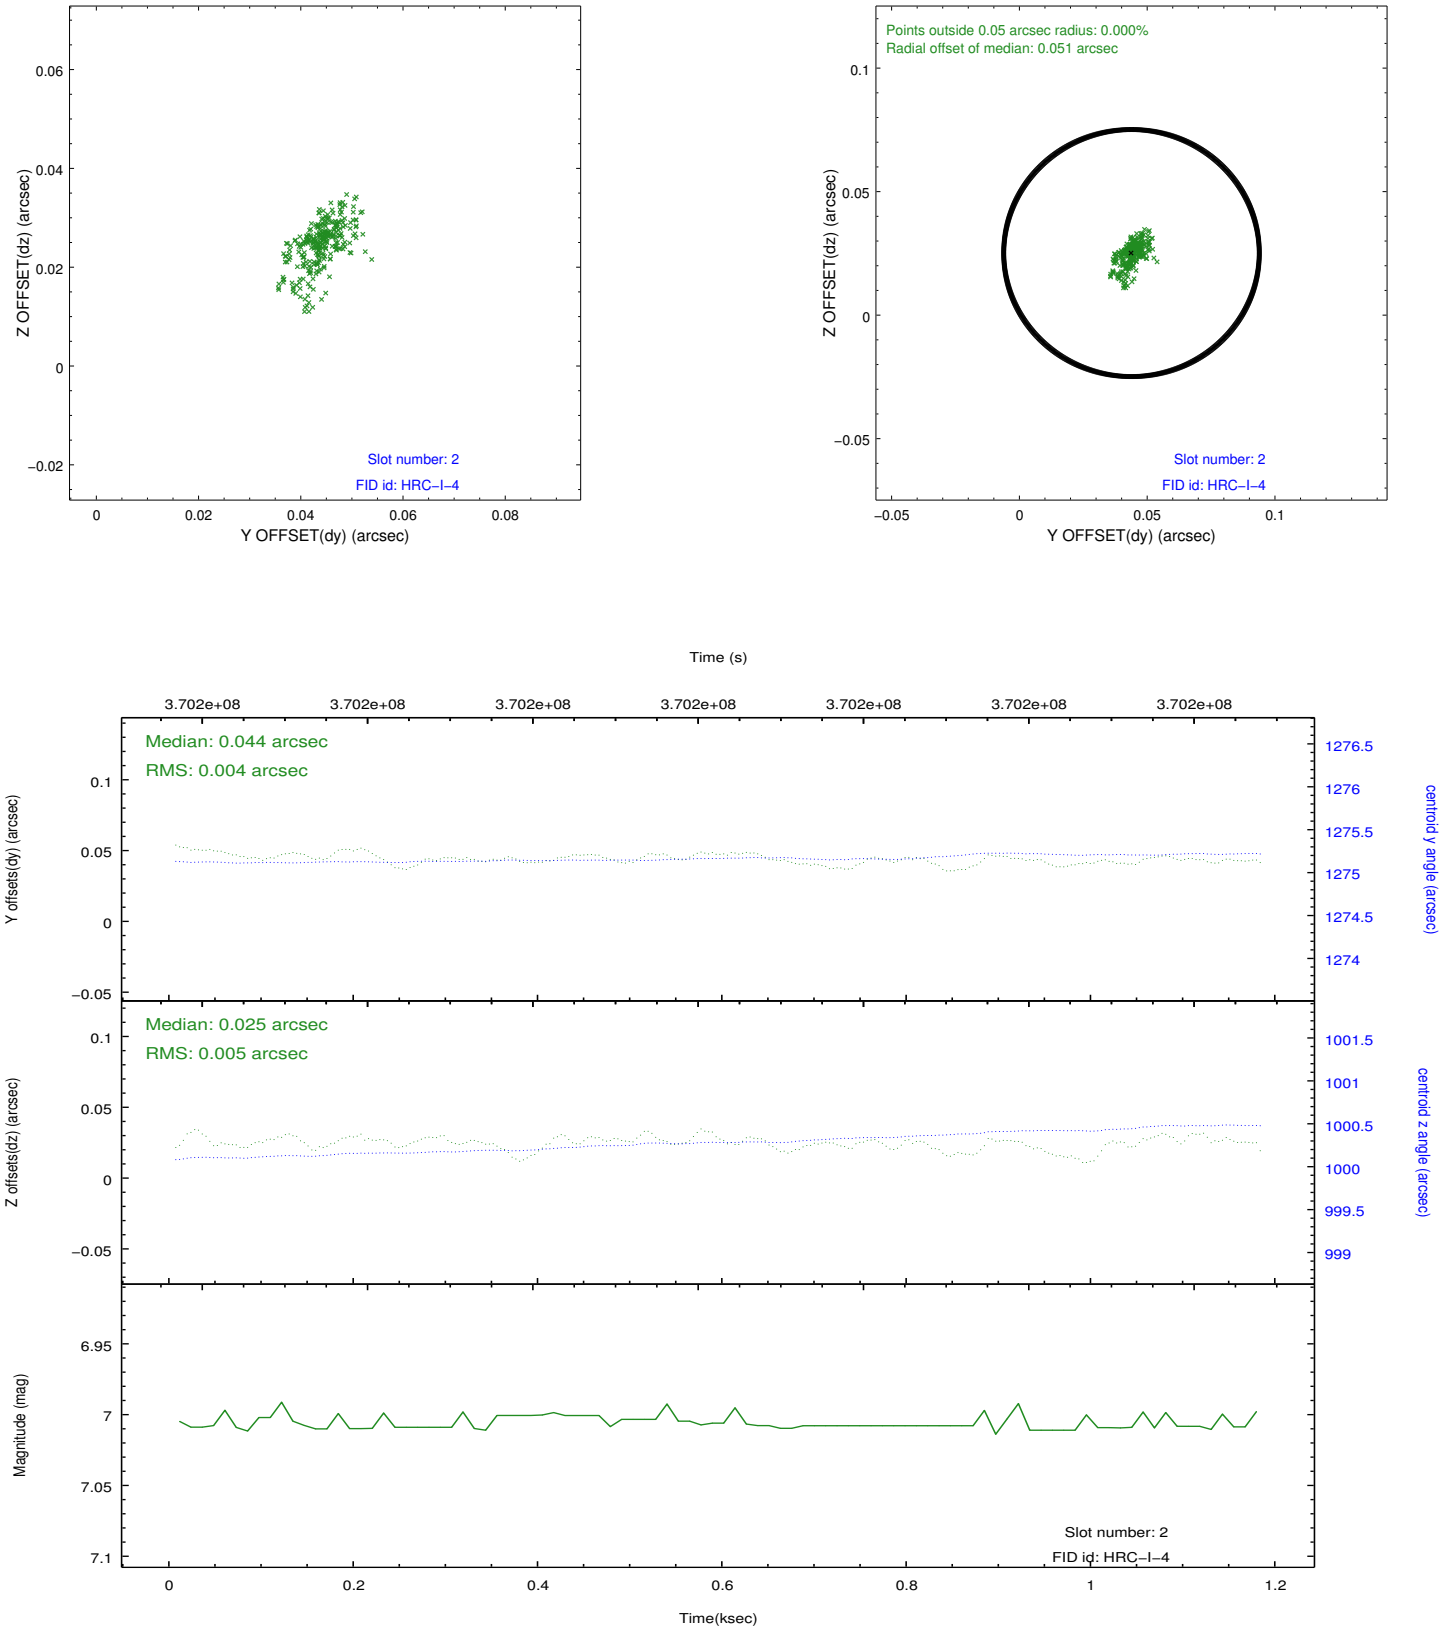 0.06
0.04
0.02
0
−0.02
Z OFFSET(dz) (arcsec)
Slot number: 2
FID id: HRC−I−4
0
0.02
0.04
0.06
0.08
Y OFFSET(dy) (arcsec)
Points outside 0.05 arcsec radius: 0.000%
Radial offset of median: 0.051 arcsec
0.1
0.05
0
−0.05
Z OFFSET(dz) (arcsec)
Slot number: 2
FID id: HRC−I−4
−0.05
0
0.05
0.1
Y OFFSET(dy) (arcsec)
Time (s)
3.702e+08
3.702e+08
3.702e+08
3.702e+08
3.702e+08
3.702e+08
3.702e+08
Median: 0.044 arcsec
RMS: 0.004 arcsec
0.1
0.05
0
−0.05
Y offsets(dy) (arcsec)
1276.5
1276
1275.5
1275
1274.5
1274
centroid y angle (arcsec)
Median: 0.025 arcsec
RMS: 0.005 arcsec
0.1
0.05
0
−0.05
Z offsets(dz) (arcsec)
1001.5
1001
1000.5
1000
999.5
999
centroid z angle (arcsec)
6.95
7
7.05
7.1
Magnitude (mag)
Slot number: 2
FID id: HRC−I−4
0
0.2
0.4
0.6
0.8
1
1.2
Time(ksec)